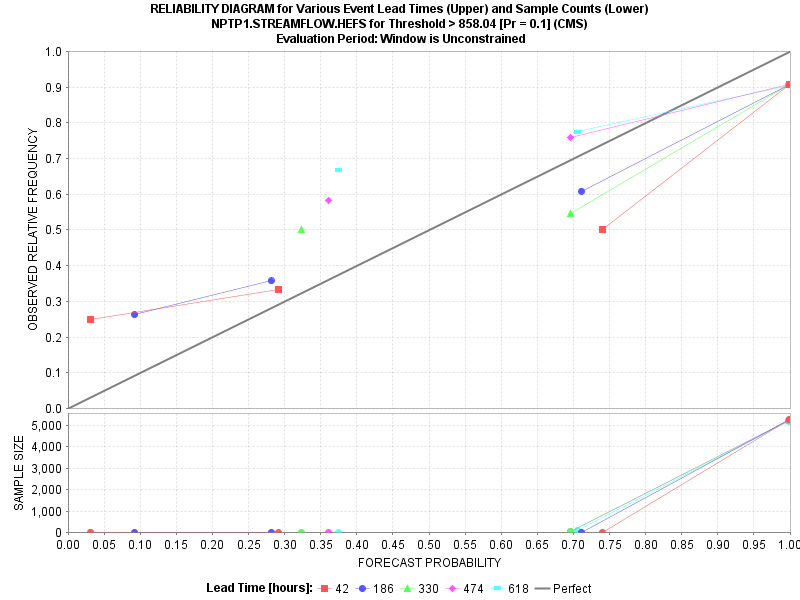 RELIABILITY DIAGRAM for Various Event Lead Times (Upper) and Sample Counts (Lower)
NPTP1.STREAMFLOW.HEFS for Threshold > 858.04 [Pr = 0.1] (CMS)
Evaluation Period: Window is Unconstrained
OBSERVED RELATIVE FREQUENCY
1.0
0.9
0.8
0.7
0.6
0.5
0.4
0.3
0.2
0.1
0.0
SAMPLE SIZE
5,000
4,000
3,000
2,000
1,000
0
0.00 0.05 0.10 0.15 0.20 0.25 0.30 0.35 0.40 0.45 0.50 0.55 0.60 0.65 0.70 0.75 0.80 0.85 0.90 0.95 1.00
FORECAST PROBABILITY
Lead Time [hours]: 42 186 330 474 618 Perfect